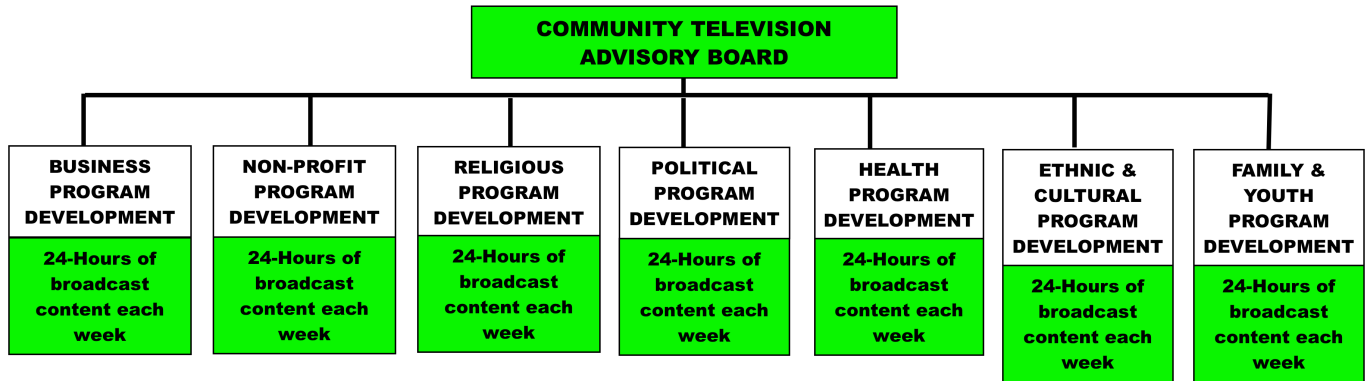 COMMUNITY TELEVISION
ADVISORY BOARD
BUSINESS
PROGRAM
DEVELOPMENT
24-Hours of
broadcast
content each
week
NON-PROFIT
PROGRAM
DEVELOPMENT
24-Hours of
broadcast
content each
week
RELIGIOUS
PROGRAM
DEVELOPMENT
24-Hours of
broadcast
content each
week
POLITICAL
PROGRAM
DEVELOPMENT
24-Hours of
broadcast
content each
week
HEALTH
PROGRAM
DEVELOPMENT
24-Hours of
broadcast
content each
week
ETHNIC &
CULTURAL
PROGRAM
DEVELOPMENT
24-Hours of
broadcast
content each
week
FAMILY &
YOUTH
PROGRAM
DEVELOPMENT
24-Hours of
broadcast
content each
week